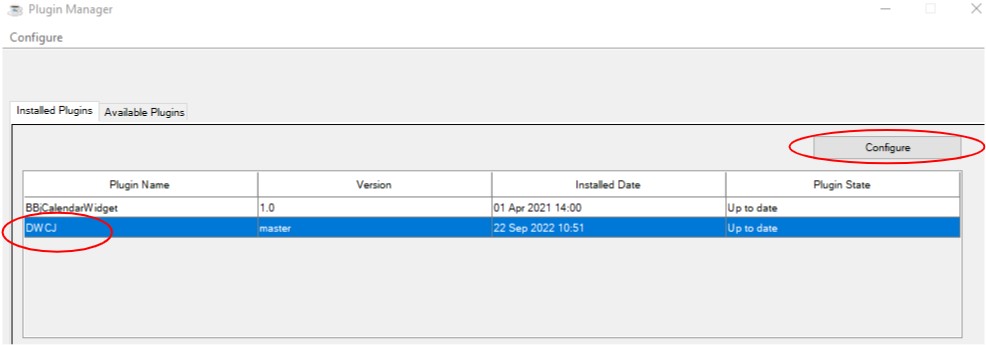 Plugin Manager
Configure
Installed Plugins Available Plugins
Configure
Plugin Name Version Installed Date Plugin State
BBjCalendarWidget 1.0 01 Apr 2021 14:00 Up to date
DWCJ master 22 Sep 2022 10:51 Up to date